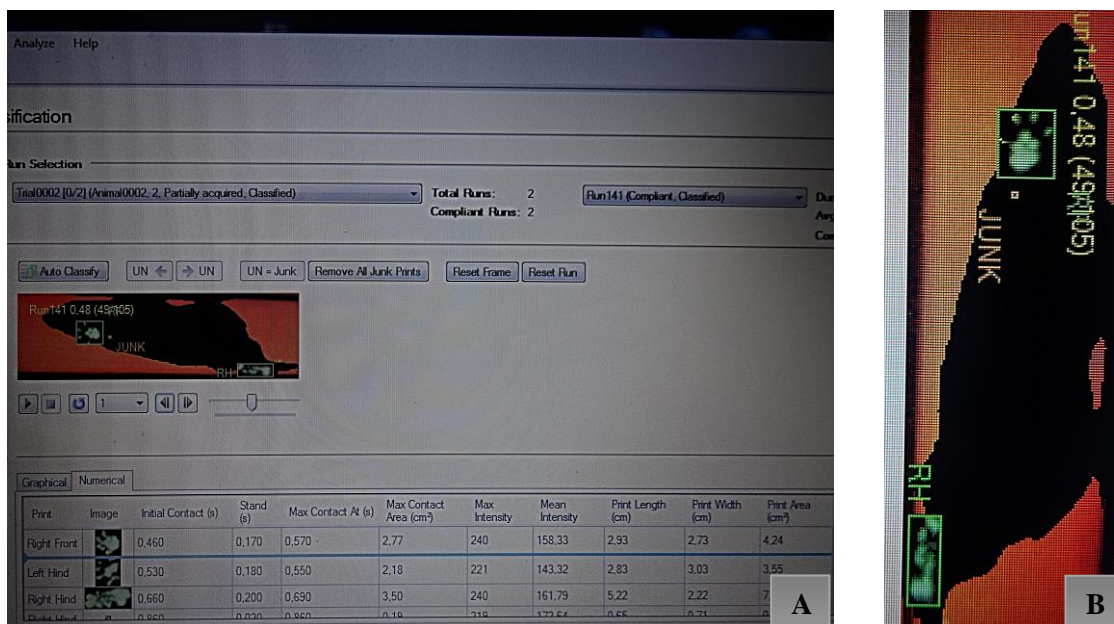 Analyze Help
sification
Run Selection
Trial0002 [0/2] (Animal0002, 2, Partially acquired, Classified)
Total Runs: 2
Run141 (Compliant, Classified)
Compliant Runs: 2
Auto Classify UN UN UN = Junk Remove All Junk Prints Reset Frame Reset Run
Run141 0,48
JUNK
RH
1
Graphical Numerical
Print Image Initial Contact (s) Stand (s) Max Contact At (s) Max Contact Area (cm²) Max Intensity Mean Intensity Print Length (cm) Print Width (cm) Print Area (cm²)
Right Front 0,460 0,170 0,570 2,77 240 158,33 2,93 2,73 4,24
Left Hind 0,530 0,180 0,550 2,18 221 143,32 2,83 3,03 3,55
Right Hind 0,660 0,200 0,690 3,50 240 161,79 5,22 2,22
A
0,48
JUNK
RH
B